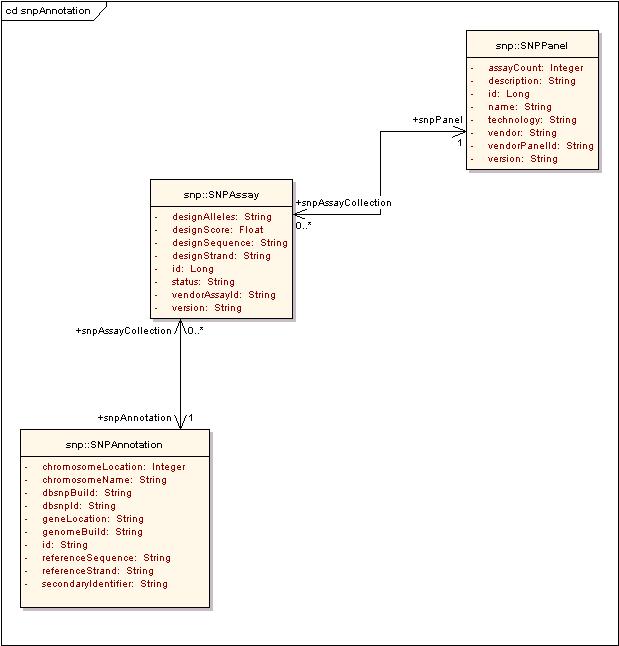 cd snpAnnotation
snp::SNPPanel
- assayCount: Integer
- description: String
- id: Long
- name: String
- technology: String
- vendor: String
- vendorPanelId: String
- version: String
+snpPanel
1
snp::SNPAssay
- designAlleles: String
- designScore: Float
- designSequence: String
- designStrand: String
- id: Long
- status: String
- vendorAssayId: String
- version: String
+snpAssayCollection
0..*
+snpAssayCollection
0..*
+snpAnnotation
1
snp::SNPAnnotation
- chromosomeLocation: Integer
- chromosomeName: String
- dbsnpBuild: String
- dbsnpId: String
- geneLocation: String
- genomeBuild: String
- id: String
- referenceSequence: String
- referenceStrand: String
- secondaryIdentifier: String